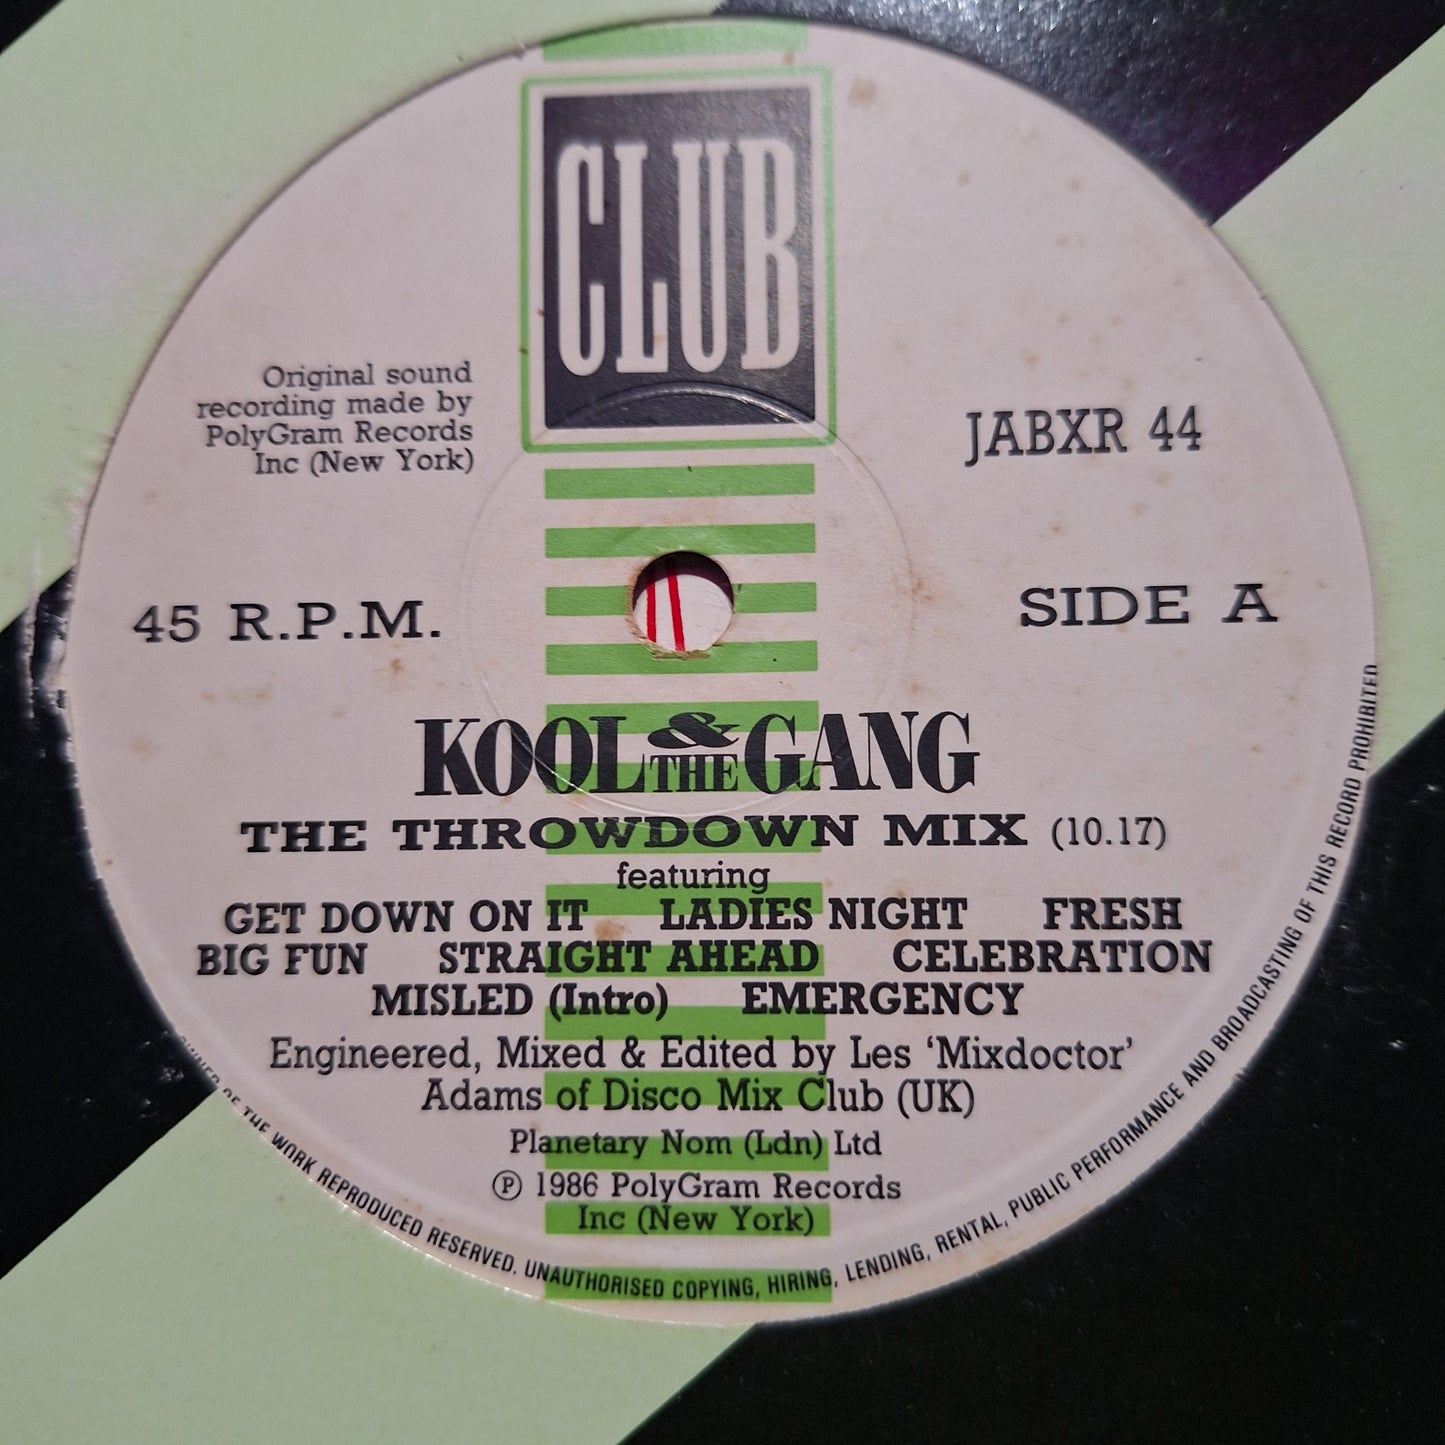 CLUB
Original sound
recording made by
PolyGram Records
Inc (New York)
JABXR 44
45 R.P.M.
SIDE A
KOOL & THE GANG
THE THROWDOWN MIX (10.17)
featuring
GET DOWN ON IT LADIES NIGHT FRESH
BIG FUN STRAIGHT AHEAD CELEBRATION
MISLED (Intro) EMERGENCY
Engineered, Mixed & Edited by Les ‘Mixdoctor’
Adams of Disco Mix Club (UK)
Planetary Nom (Ldn) Ltd
℗ 1986 PolyGram Records
Inc (New York)
OF THE WORK REPRODUCED RESERVED. UNAUTHORISED COPYING, HIRING, LENDING, RENTAL, PUBLIC PERFORMANCE AND BROADCASTING OF THIS RECORD PROHIBITED